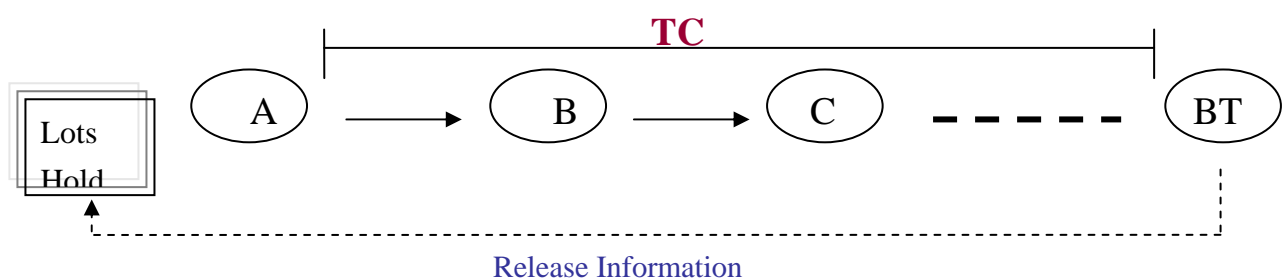 TC
Lots
Hold
A
B
C
BT
Release Information